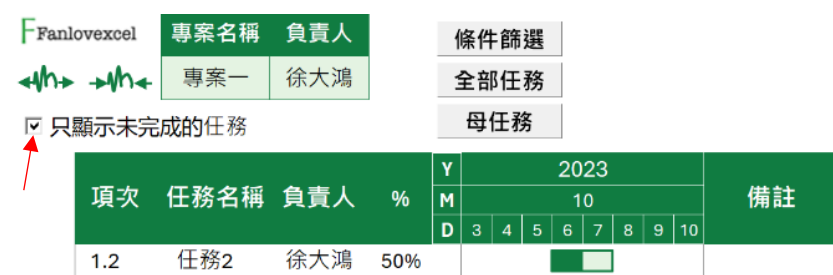 Fanlovexcel
專案名稱 負責人
條件篩選
專案一 徐大鴻
全部任務
只顯示未完成的任務
母任務
項次 任務名稱 負責人 % Y 2023 備註
M 10
D 3 4 5 6 7 8 9 10
1.2 任務2 徐大鴻 50%